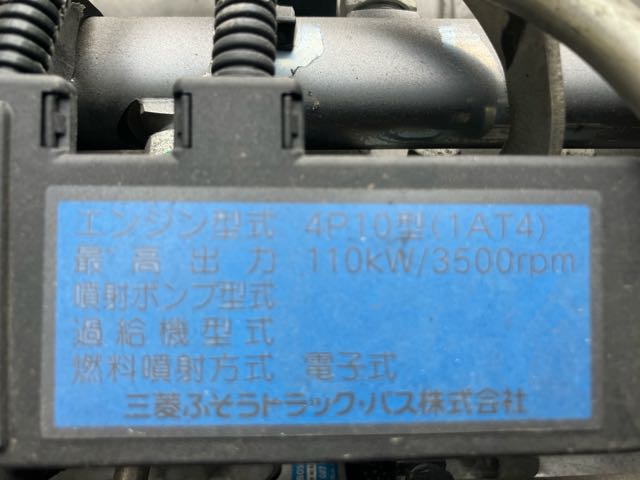 エンジン型式 4P10型(1AT4)
最高出力 110kW/3500rpm
噴射ポンプ型式
過給機型式
燃料噴射方式 電子式
三菱ふそうトラック・バス株式会社